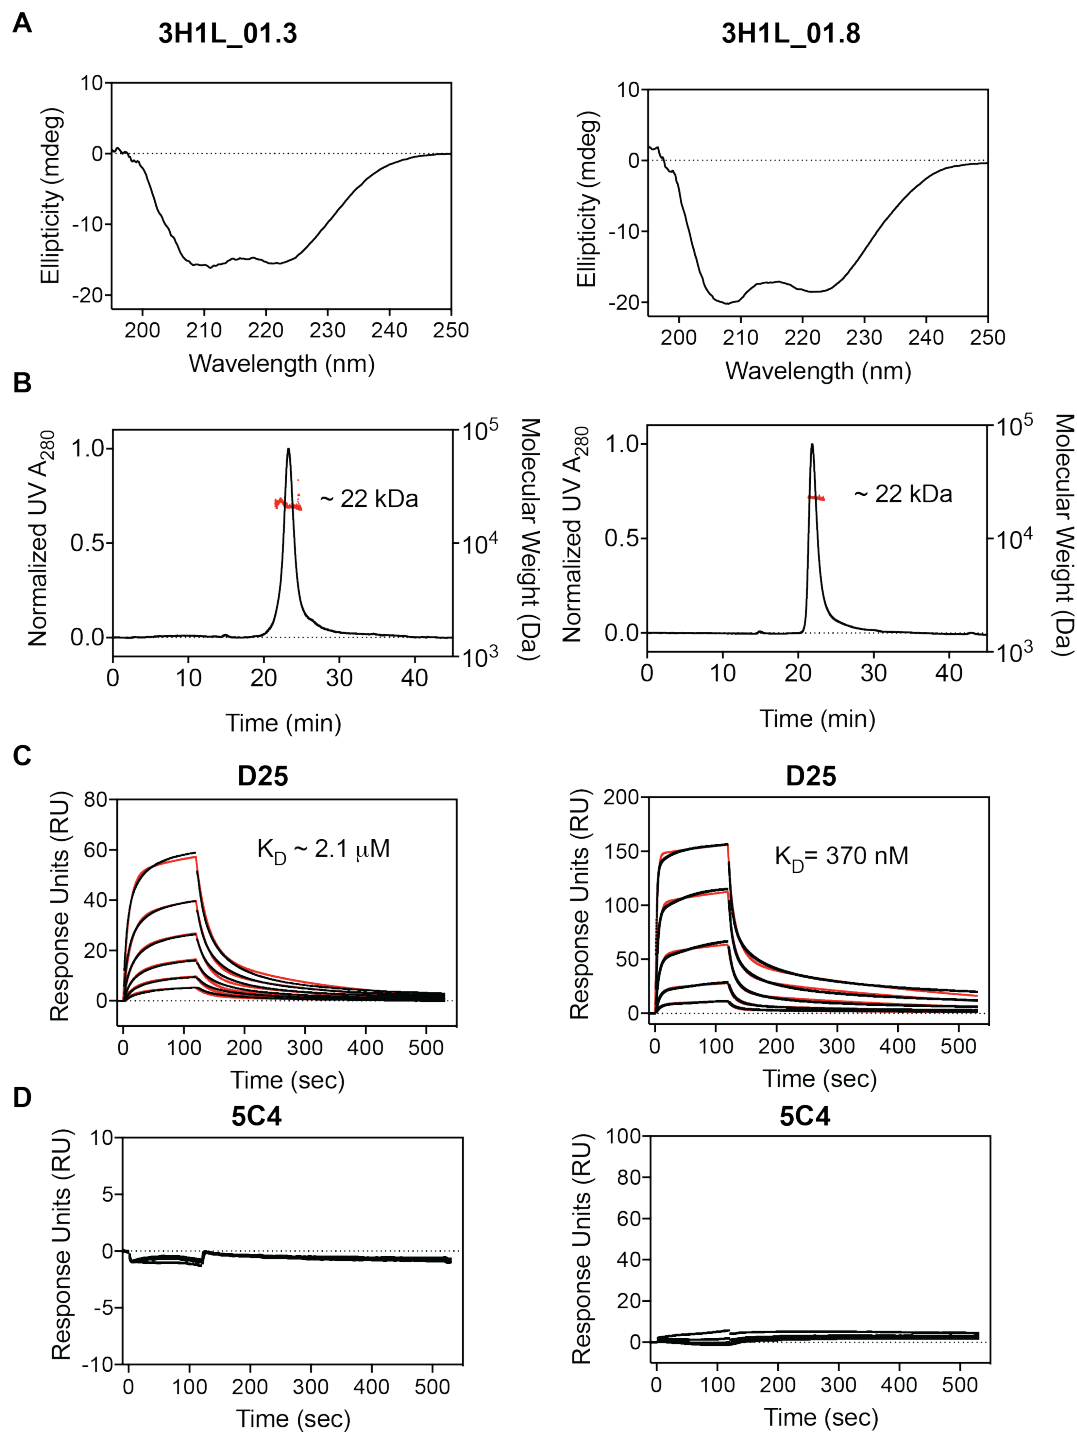 A
3H1L_01.3
3H1L_01.8
Ellipticity (mdeg)
10
0
-10
-20
200 210 220 230 240 250
Wavelength (nm)
Ellipticity (mdeg)
10
0
-10
-20
200 210 220 230 240 250
Wavelength (nm)
B
Normalized UV A280
1.0
0.5
0.0
~ 22 kDa
10^5
10^4
10^3
Molecular Weight (Da)
0 10 20 30 40
Time (min)
Normalized UV A280
1.0
0.5
0.0
~ 22 kDa
10^5
10^4
10^3
Molecular Weight (Da)
0 10 20 30 40
Time (min)
C
D25
Response Units (RU)
80
60
40
20
0
KD ~ 2.1 µM
0 100 200 300 400 500
Time (sec)
D25
Response Units (RU)
200
150
100
50
0
KD= 370 nM
0 100 200 300 400 500
Time (sec)
D
5C4
Response Units (RU)
10
5
0
-5
-10
0 100 200 300 400 500
Time (sec)
5C4
Response Units (RU)
100
80
60
40
20
0
0 100 200 300 400 500
Time (sec)